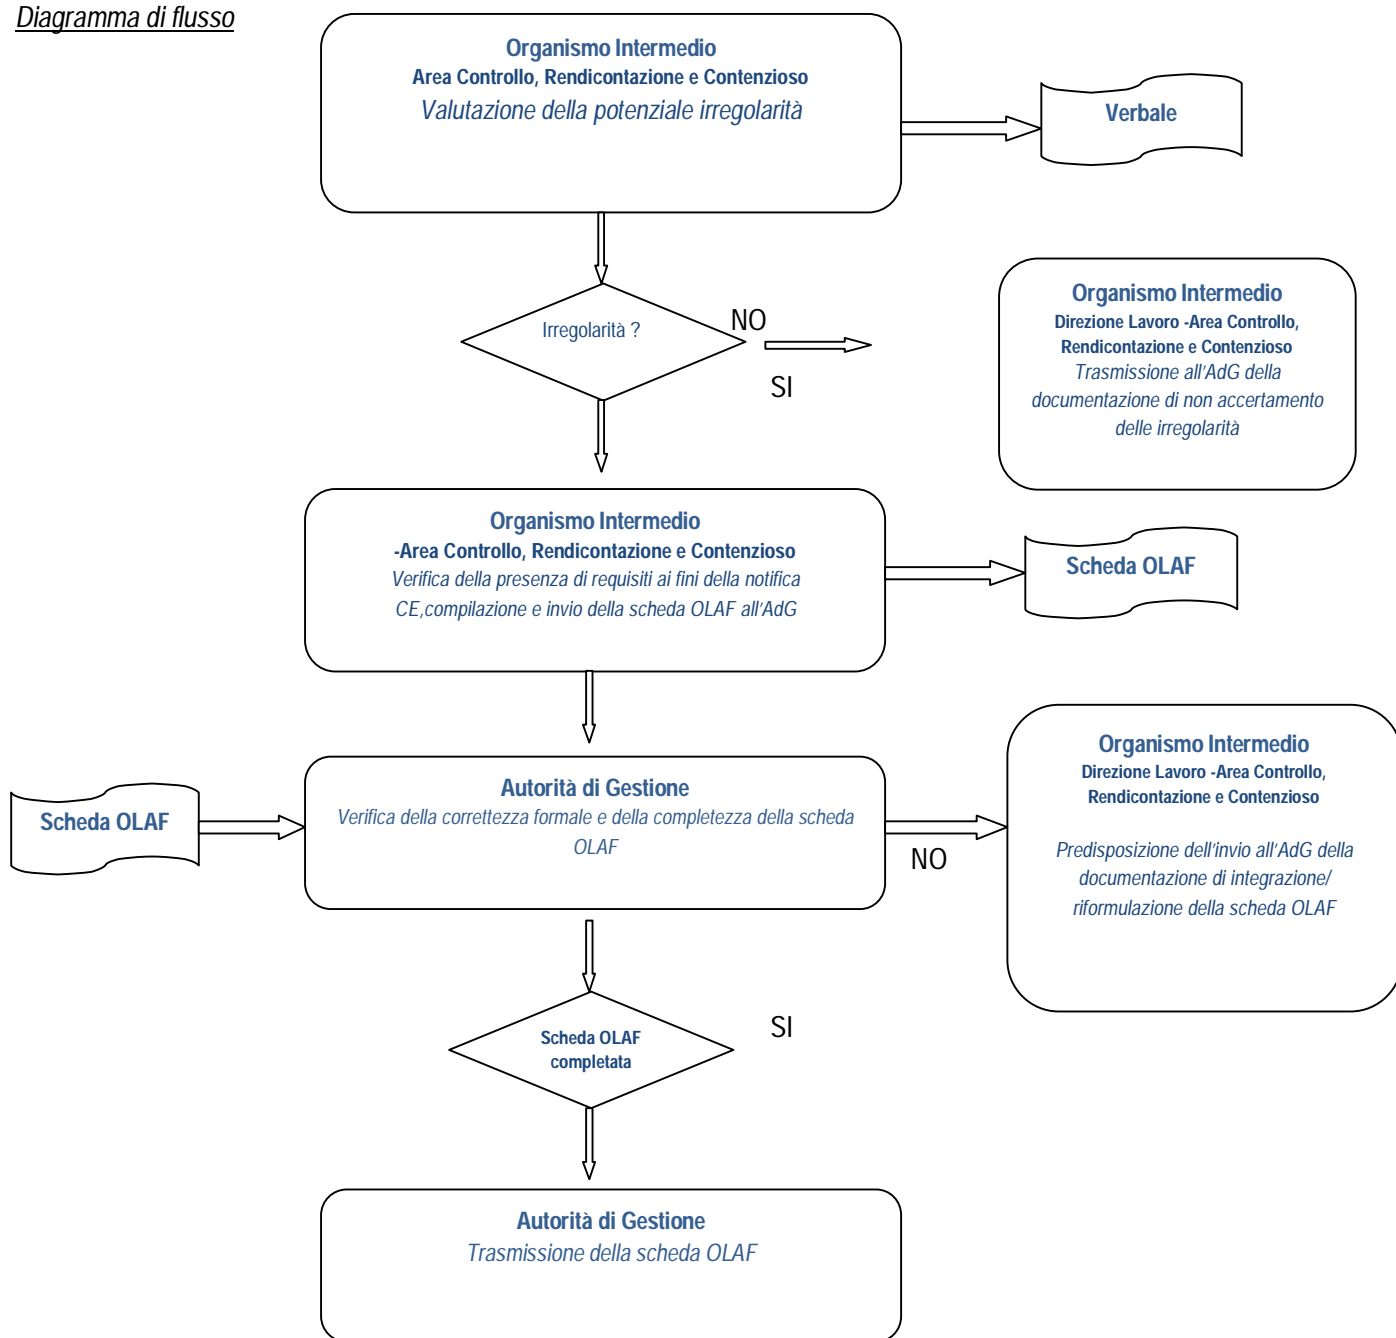 Diagramma di flusso
Organismo Intermedio
Area Controllo, Rendicontazione e Contenzioso
Valutazione della potenziale irregolarità
Verbale
Irregolarità ?
NO
SI
Organismo Intermedio
Direzione Lavoro -Area Controllo,
Rendicontazione e Contenzioso
Trasmissione all'AdG della
documentazione di non accertamento
delle irregolarità
Organismo Intermedio
-Area Controllo, Rendicontazione e Contenzioso
Verifica della presenza di requisiti ai fini della notifica
CE,compilazione e invio della scheda OLAF all'AdG
Scheda OLAF
Scheda OLAF
Autorità di Gestione
Verifica della correttezza formale e della completezza della scheda
OLAF
NO
Organismo Intermedio
Direzione Lavoro -Area Controllo,
Rendicontazione e Contenzioso
Predisposizione dell'invio all'AdG della
documentazione di integrazione/
riformulazione della scheda OLAF
Scheda OLAF
completata
SI
Autorità di Gestione
Trasmissione della scheda OLAF